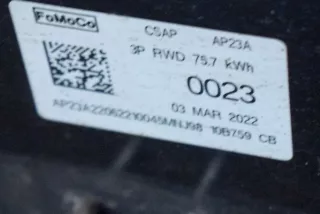 FoMoCo
CSAP AP23A
3P RWD 75.7 kWh
0023
03 MAR 2022
AP23A22062210045MNJ98 10B759 CB